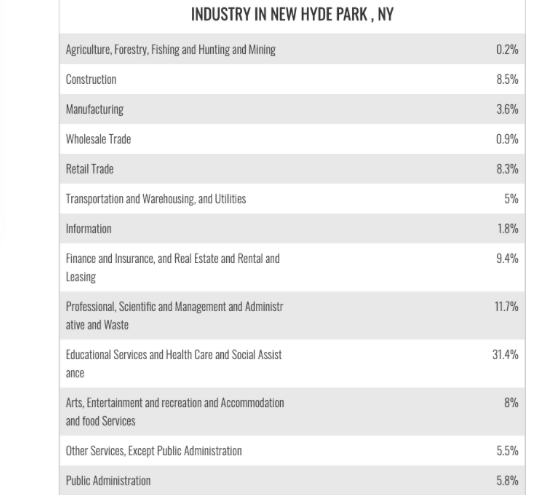 INDUSTRY IN NEW HYDE PARK , NY
Agriculture, Forestry, Fishing and Hunting and Mining 0.2%
Construction 8.5%
Manufacturing 3.6%
Wholesale Trade 0.9%
Retail Trade 8.3%
Transportation and Warehousing, and Utilities 5%
Information 1.8%
Finance and Insurance, and Real Estate and Rental and 9.4%
Leasing
Professional, Scientific and Management and Administr 11.7%
ative and Waste
Educational Services and Health Care and Social Assist 31.4%
ance
Arts, Entertainment and recreation and Accommodation 8%
and food Services
Other Services, Except Public Administration 5.5%
Public Administration 5.8%